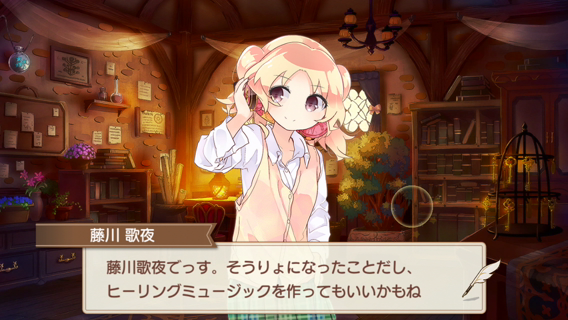 藤川 歌夜
藤川歌夜でっす。そうりょになったことだし、
ヒーリングミュージックを作ってもいいかもね